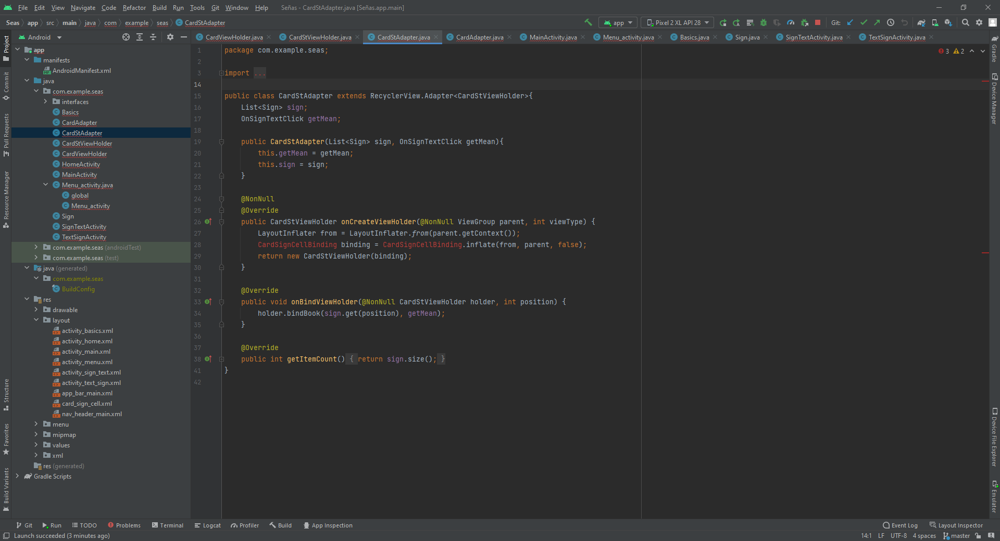 File Edit View Navigate Code Refactor Build Run Tools Git Window Help Señas - CardStAdapter.java [Señas.app.main]
Seas app src main java com example seas CardStAdapter app Pixel 2 XL API 28 Git:
Android
CardViewHolder.java CardStViewHolder.java CardStAdapter.java CardAdapter.java MainActivity.java Menu_activity.java Basics.java Sign.java SignTextActivity.java TextSignActivity.java
Project
Commit
Pull Requests
Resource Manager
Structure
Favorites
Build Variants
app
manifests
AndroidManifest.xml
java
com.example.seas
interfaces
Basics
CardAdapter
CardStAdapter
CardStViewHolder
CardViewHolder
HomeActivity
MainActivity
Menu_activity.java
global
Menu_activity
Sign
SignTextActivity
TextSignActivity
com.example.seas (androidTest)
com.example.seas (test)
java (generated)
com.example.seas
BuildConfig
res
drawable
layout
activity_basics.xml
activity_home.xml
activity_main.xml
activity_menu.xml
activity_sign_text.xml
activity_text_sign.xml
app_bar_main.xml
card_sign_cell.xml
nav_header_main.xml
menu
mipmap
values
xml
res (generated)
Gradle Scripts
1 package com.example.seas;
2
3 import ...
14
15 public class CardStAdapter extends RecyclerView.Adapter<CardStViewHolder>{
16 List<Sign> sign;
17 OnSignTextClick getMean;
18
19 public CardStAdapter(List<Sign> sign, OnSignTextClick getMean){
20 this.getMean = getMean;
21 this.sign = sign;
22 }
23
24 @NonNull
25 @Override
26 public CardStViewHolder onCreateViewHolder(@NonNull ViewGroup parent, int viewType) {
27 LayoutInflater from = LayoutInflater.from(parent.getContext());
28 CardSignCellBinding binding = CardSignCellBinding.inflate(from, parent, false);
29 return new CardStViewHolder(binding);
30 }
31
32 @Override
33 public void onBindViewHolder(@NonNull CardStViewHolder holder, int position) {
34 holder.bindBook(sign.get(position), getMean);
35 }
36
37 @Override
38 public int getItemCount() { return sign.size(); }
41 }
42
3 2
Gradle
Device Manager
Device File Explorer
Emulator
Git Run TODO Problems Terminal Logcat Profiler Build App Inspection Event Log Layout Inspector
Launch succeeded (3 minutes ago) 14:1 LF UTF-8 4 spaces master